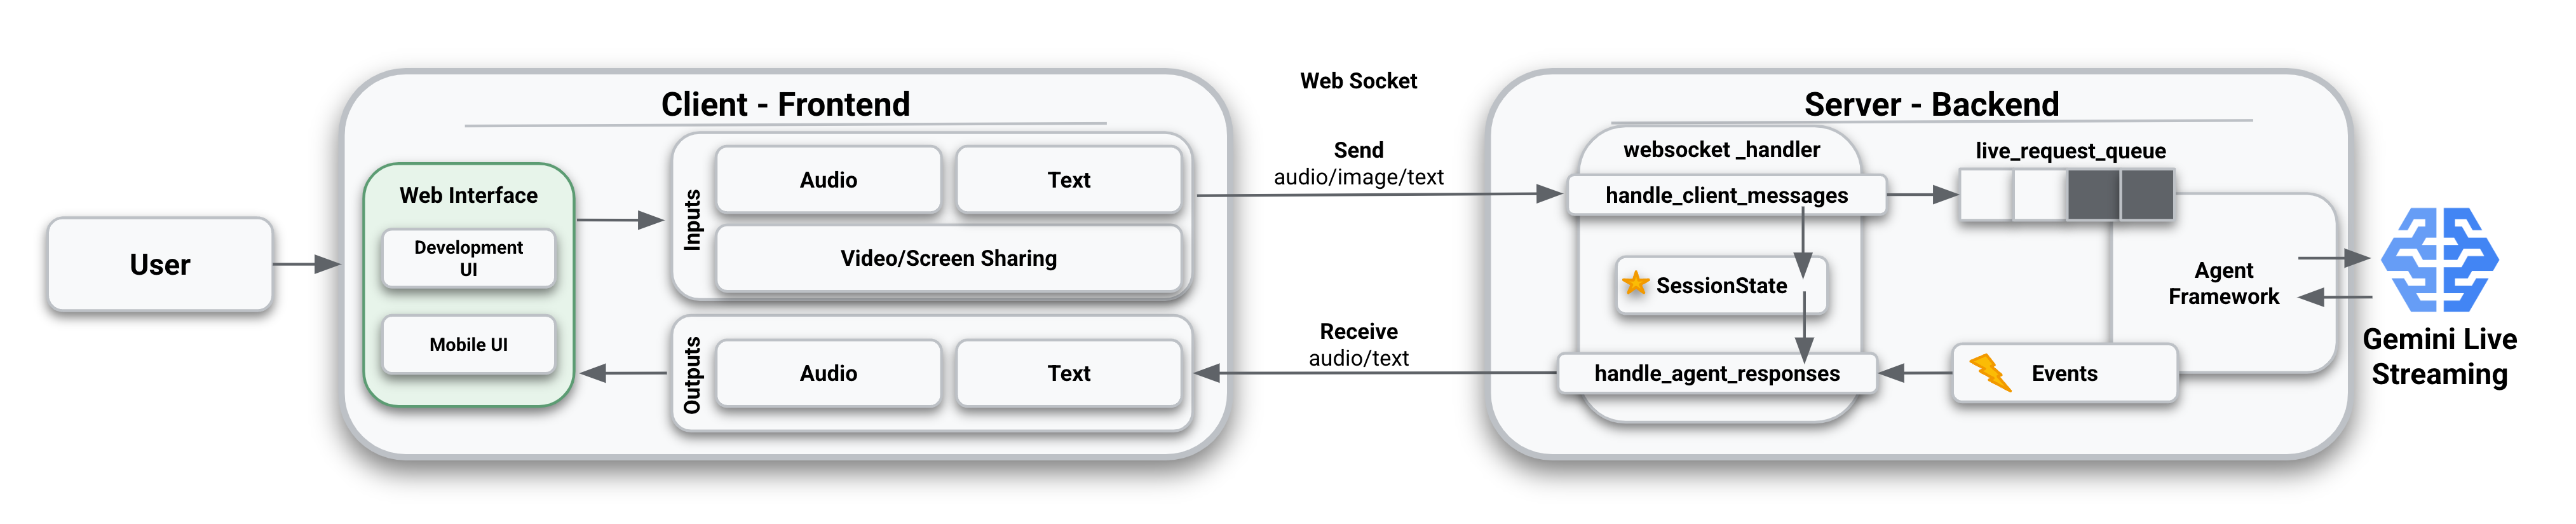 User
Client - Frontend
Web Interface
Development
UI
Mobile UI
Inputs
Audio
Text
Video/Screen Sharing
Outputs
Audio
Text
Web Socket
Send
audio/image/text
Receive
audio/text
Server - Backend
websocket _handler
handle_client_messages
SessionState
handle_agent_responses
live_request_queue
Agent
Framework
Events
Gemini Live
Streaming